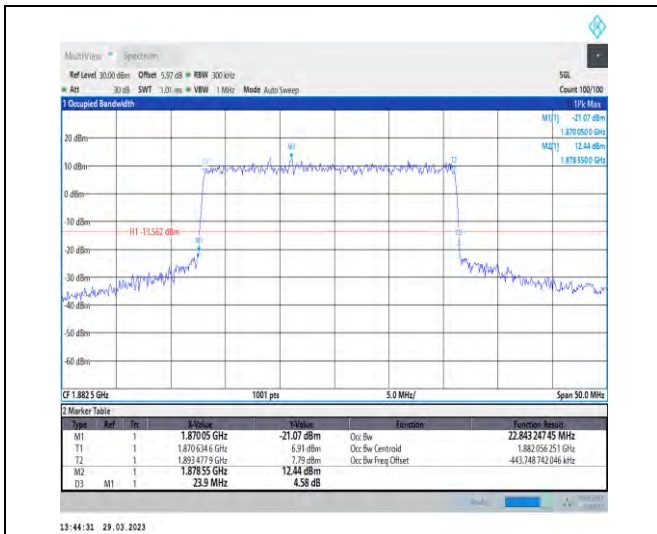 MultiView Spectrum
Ref Level 30.00 dBm Offset 5.97 dB RBW 300 kHz SGL
Att 30 dB SWT 1.01 ms VBW 1 MHz Mode Auto Sweep Count 100/100
1 Occupied Bandwidth 1Pk Max
M1[1] -21.07 dBm
1.870 050 0 GHz
M2[1] 12.44 dBm
1.878 550 0 GHz
20 dBm
M2
T2
10 dBm
0 dBm
-10 dBm
H1 -13.562 dBm
D3
M1
-20 dBm
-30 dBm
-40 dBm
-50 dBm
-60 dBm
CF 1.882 5 GHz 1001 pts 5.0 MHz/ Span 50.0 MHz
2 Marker Table
Type Ref Trc X-Value Y-Value Function Function Result
M1 1 1.870 05 GHz -21.07 dBm Occ Bw 22.843 247 45 MHz
T1 1 1.870 634 6 GHz 6.91 dBm Occ Bw Centroid 1.882 056 251 GHz
T2 1 1.893 477 9 GHz 7.79 dBm Occ Bw Freq Offset -443.748 742 046 kHz
M2 1 1.878 55 GHz 12.44 dBm
D3 M1 1 23.9 MHz 4.58 dB
13:44:31 29.03.2023